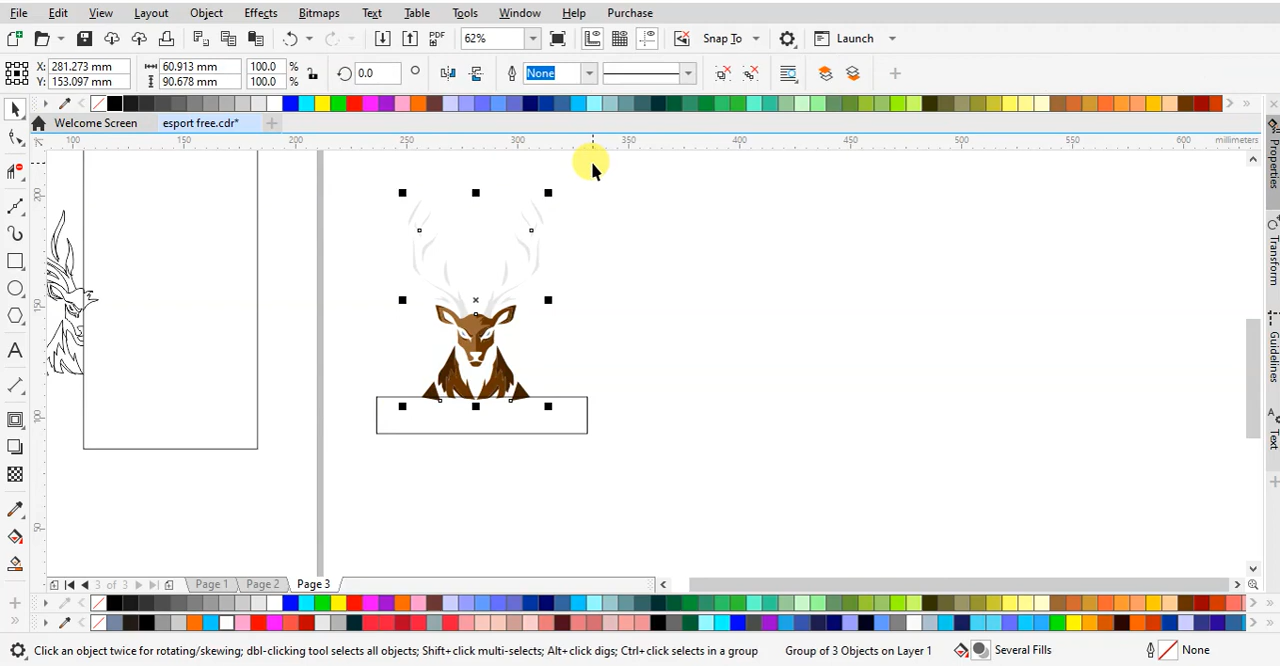 File Edit View Layout Object Effects Bitmaps Text Table Tools Window Help Purchase
PDF 62% Snap To Launch
X: 281.273 mm 60.913 mm 100.0 % 0.0 ° None
Y: 153.097 mm 90.678 mm 100.0 %
Welcome Screen esport free.cdr*
100 150 200 250 300 350 400 450 500 550 600 millimeters
200
150
100
50
Properties
Transform
Guidelines
Text
3 of 3 Page 1 Page 2 Page 3
Click an object twice for rotating/skewing; dbl-clicking tool selects all objects; Shift+click multi-selects; Alt+click digs; Ctrl+click selects in a group Group of 3 Objects on Layer 1 Several Fills None